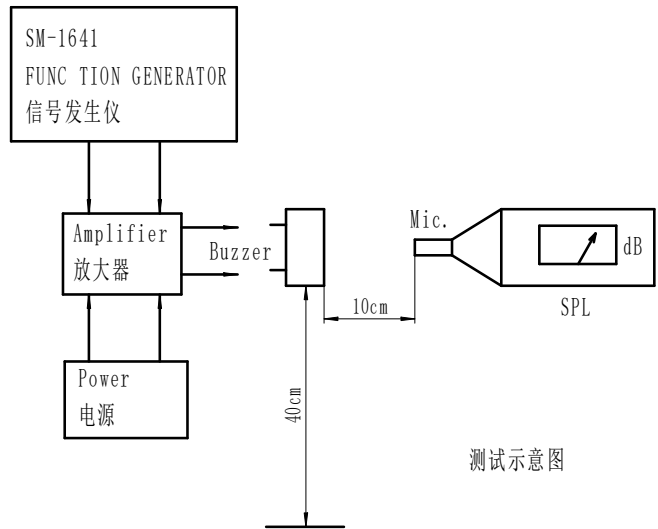 SM-1641
FUNC TION GENERATOR
信号发生仪
Amplifier
放大器
Buzzer
Mic.
dB
10cm
SPL
Power
电源
40cm
测试示意图